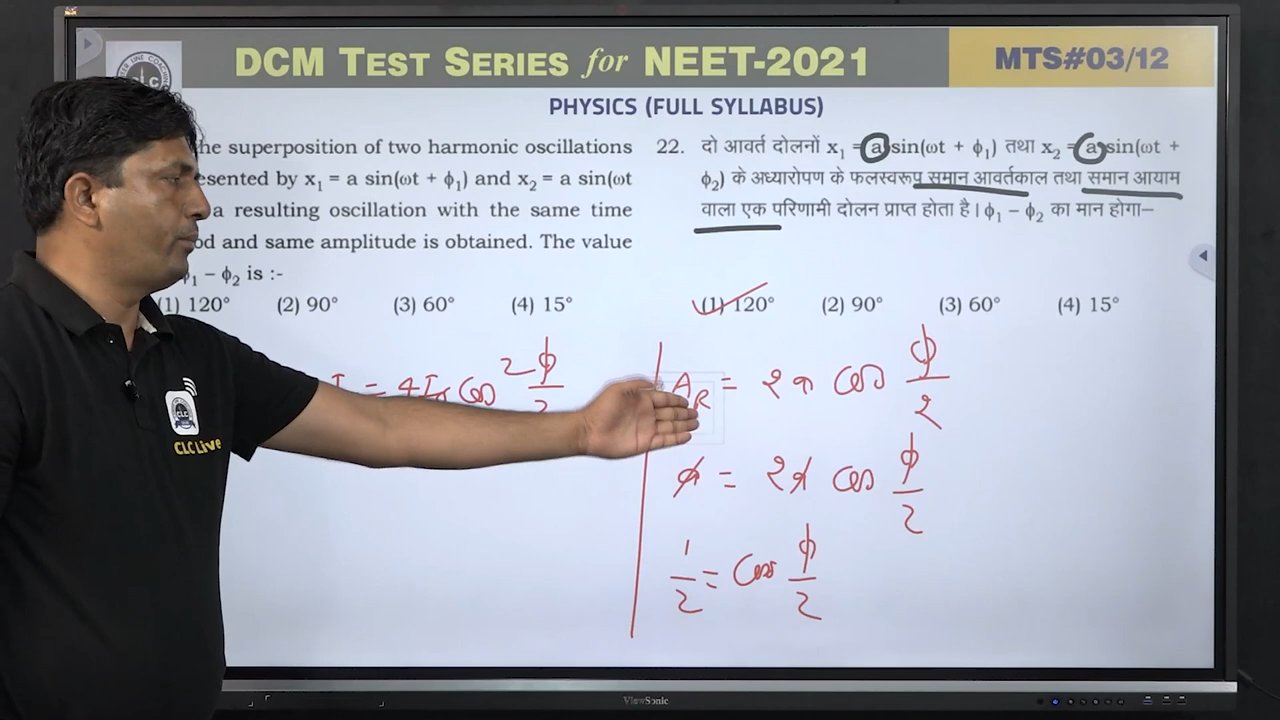 DCM TEST SERIES for NEET-2021
MTS#03/12
PHYSICS (FULL SYLLABUS)
he superposition of two harmonic oscillations
esented by x₁ = a sin(ωt + ϕ₁) and x₂ = a sin(ωt
a resulting oscillation with the same time
od and same amplitude is obtained. The value
ϕ₁ − ϕ₂ is :-
(1) 120° (2) 90° (3) 60° (4) 15°
22. दो आवर्त दोलनों x₁ = a sin(ωt + ϕ₁) तथा x₂ = a sin(ωt +
ϕ₂) के अध्यारोपण के फलस्वरूप समान आवर्तकाल तथा समान आयाम
वाला एक परिणामी दोलन प्राप्त होता है। ϕ₁ − ϕ₂ का मान होगा−
(1) 120° (2) 90° (3) 60° (4) 15°
A_R = 2a cos ϕ/2
a = 2a cos ϕ/2
1/2 = cos ϕ/2
CLC
CLC Live
ViewSonic